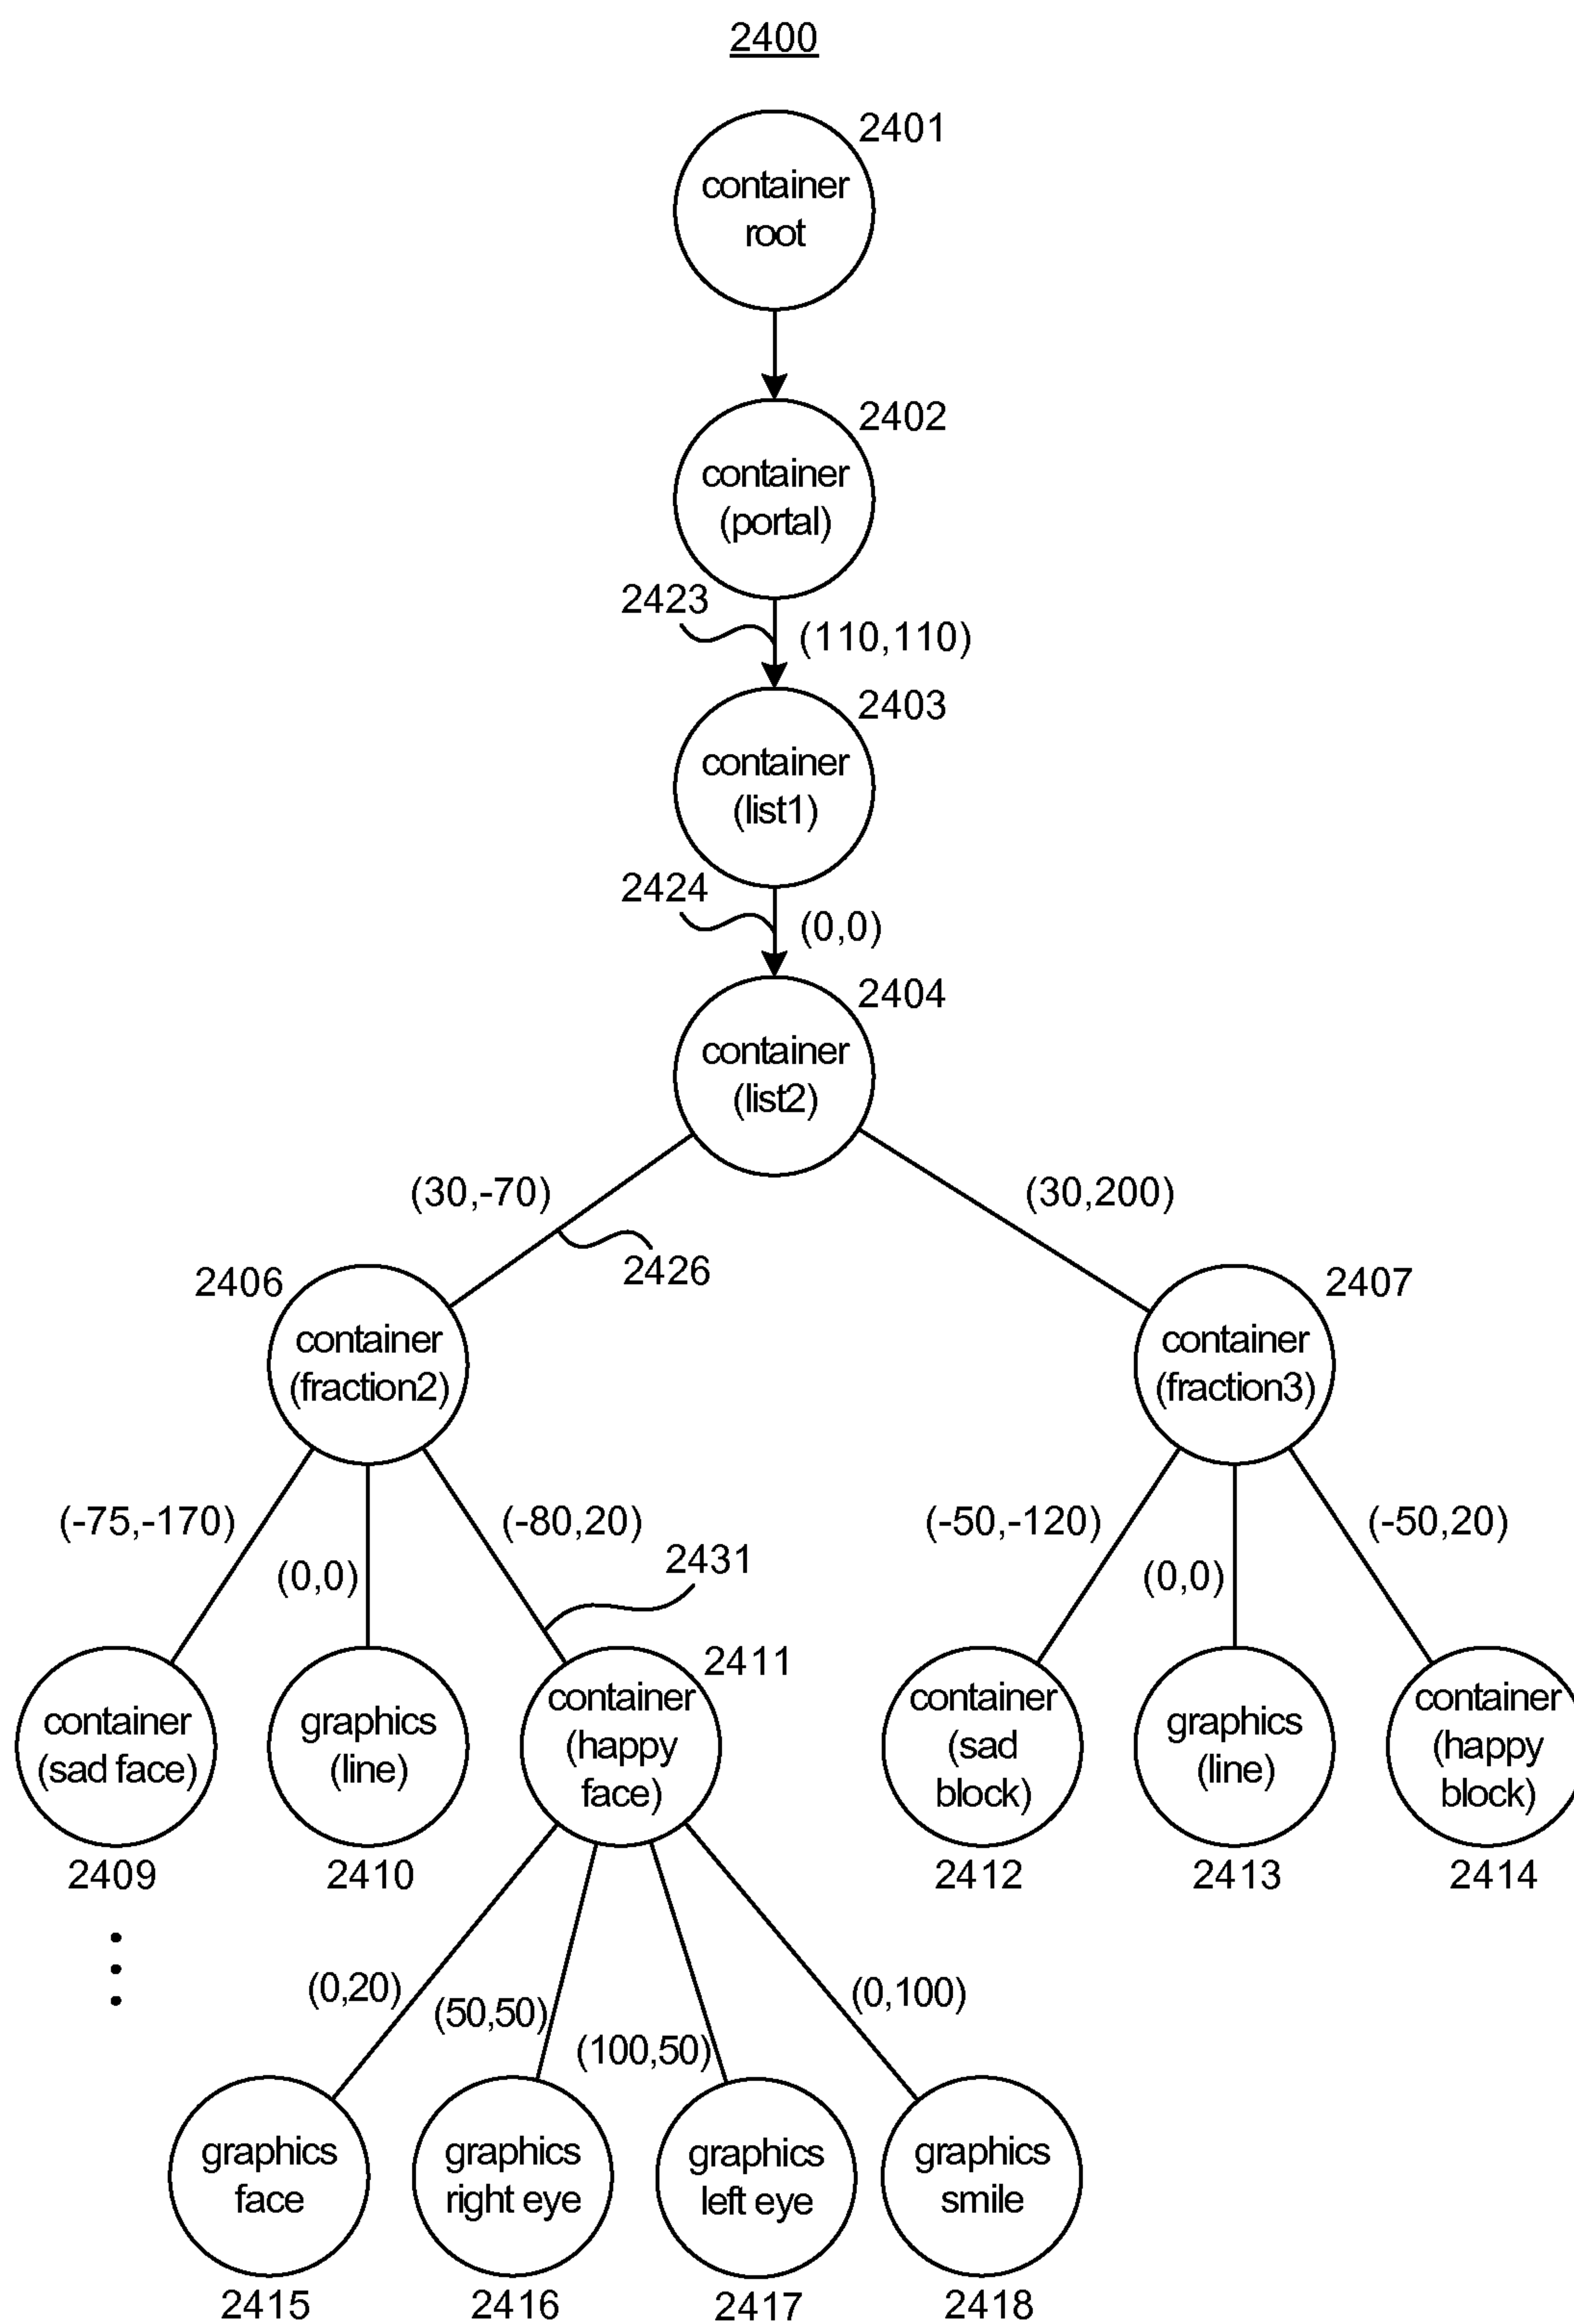 2400
2401
container
root
2402
container
(portal)
2423
(110,110)
2403
container
(list1)
2424
(0,0)
2404
container
(list2)
(30,-70)
(30,200)
2426
2406
container
(fraction2)
2407
container
(fraction3)
(-75,-170)
(0,0)
(-80,20)
2431
(-50,-120)
(0,0)
(-50,20)
container
(sad face)
2409
graphics
(line)
2410
2411
container
(happy
face)
container
(sad
block)
2412
graphics
(line)
2413
container
(happy
block)
2414
(0,20)
(50,50)
(100,50)
(0,100)
graphics
face
2415
graphics
right eye
2416
graphics
left eye
2417
graphics
smile
2418